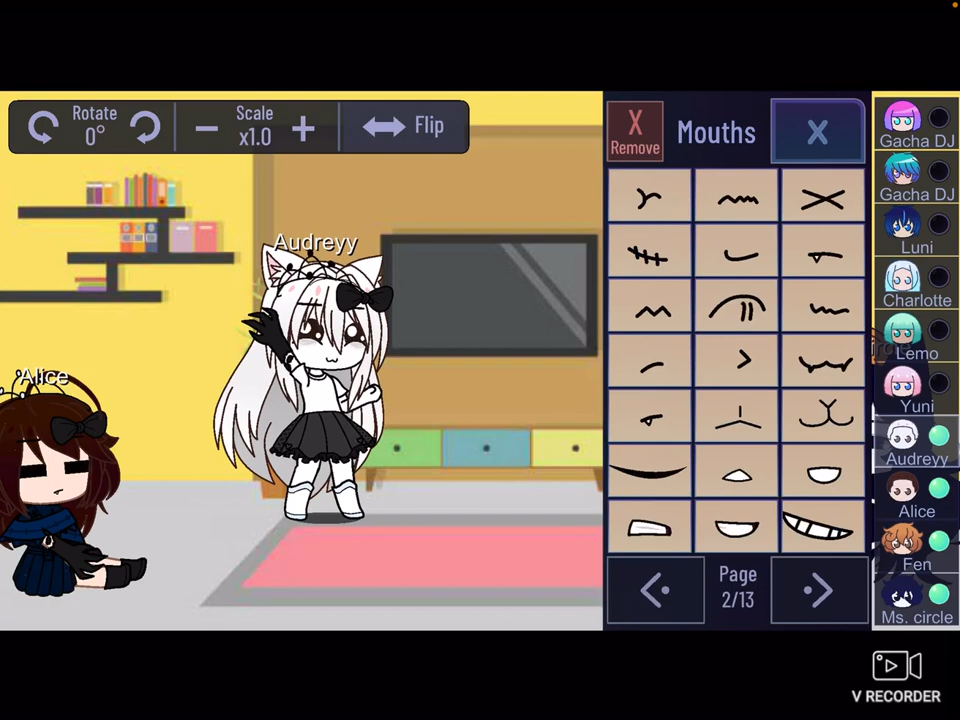 Rotate
0°
Scale
x1.0
Flip
X
Remove
Mouths
X
Gacha DJ
Gacha DJ
Luni
Charlotte
Lemo
Yuni
Audreyy
Alice
Fen
Ms. circle
Audreyy
Alice
Page
2/13
V RECORDER